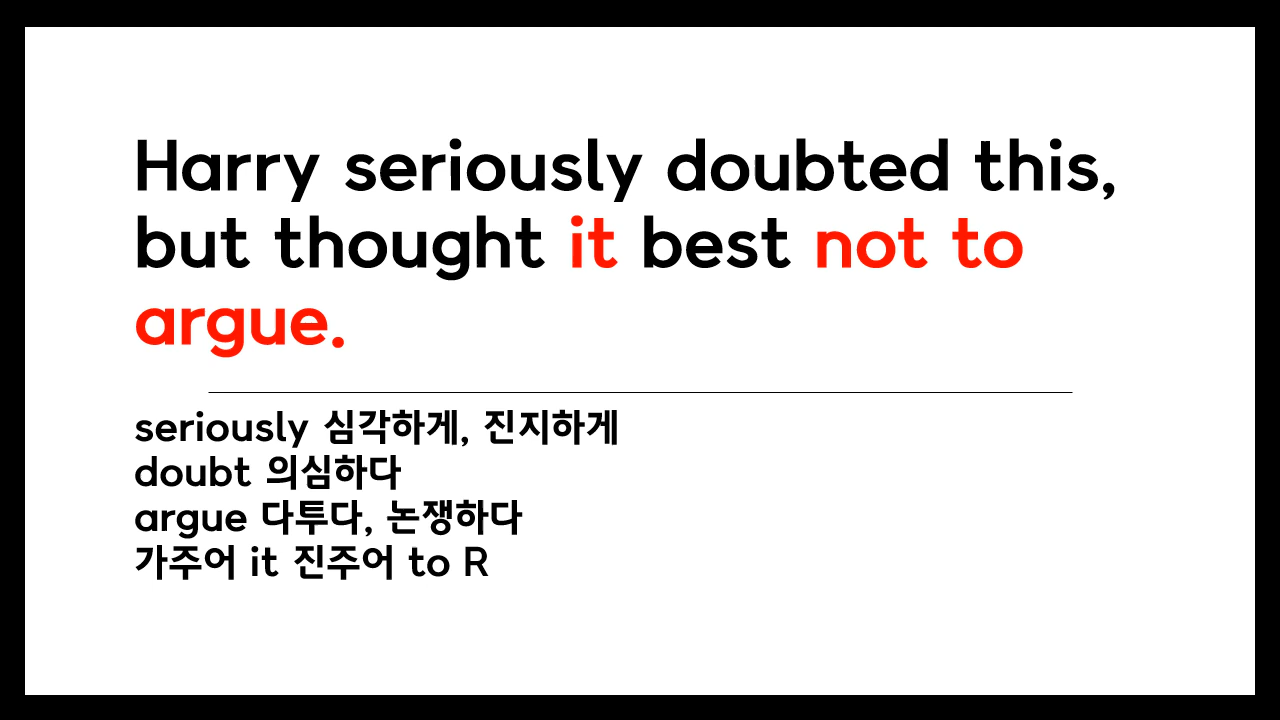 Harry seriously doubted this,
but thought it best not to
argue.
seriously 심각하게, 진지하게
doubt 의심하다
argue 다투다, 논쟁하다
가주어 it 진주어 to R